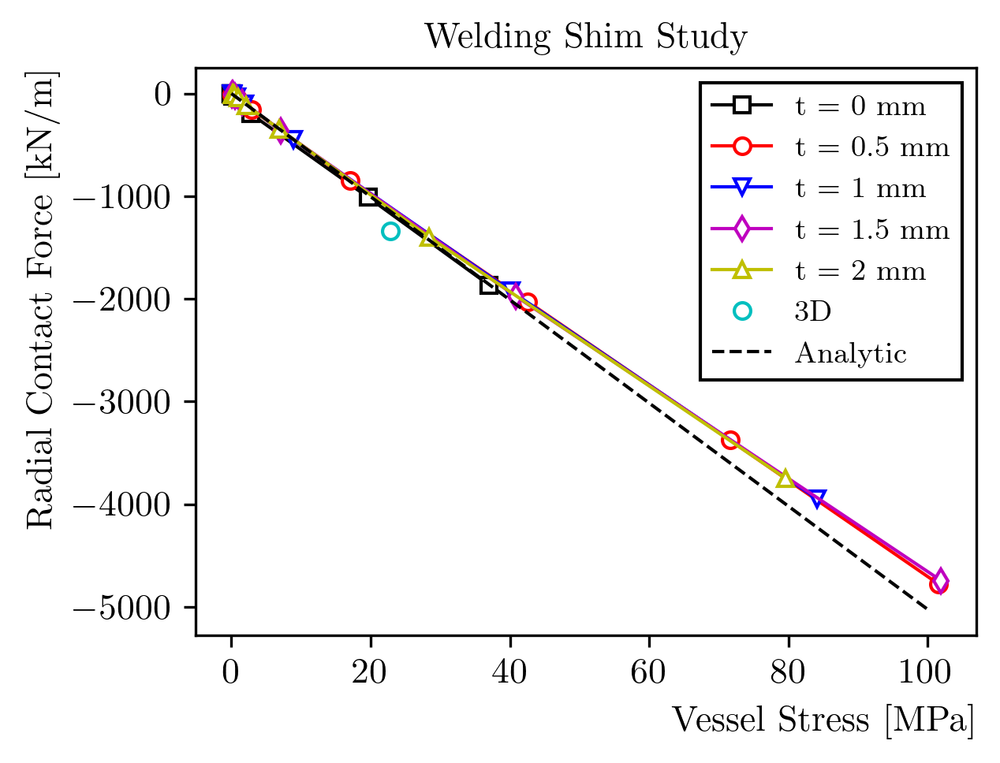 Welding Shim Study
Radial Contact Force [kN/m]
0
−1000
−2000
−3000
−4000
−5000
t = 0 mm
t = 0.5 mm
t = 1 mm
t = 1.5 mm
t = 2 mm
3D
Analytic
0 20 40 60 80 100
Vessel Stress [MPa]